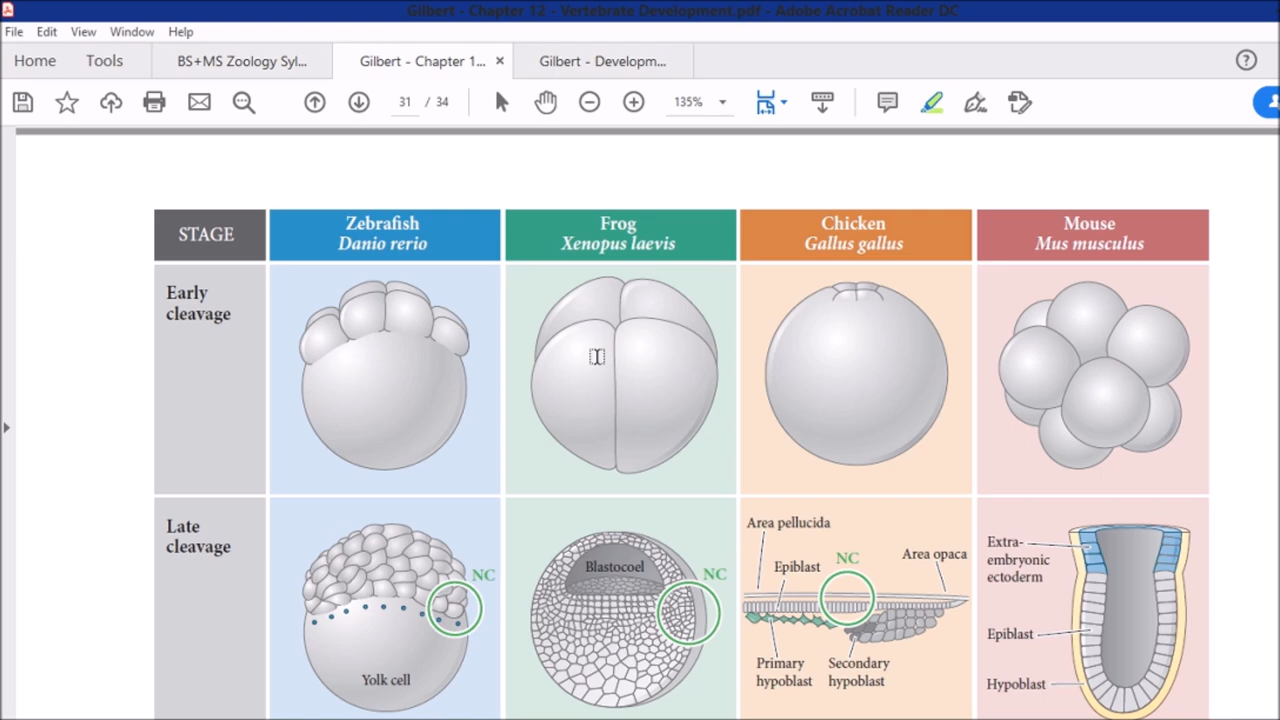 Gilbert - Chapter 12 - Vertebrate Development.pdf - Adobe Acrobat Reader DC
File Edit View Window Help
Home Tools BS+MS Zoology Syl... Gilbert - Chapter 1... × Gilbert - Developm... ?
31 / 34 135%
STAGE
Zebrafish
Danio rerio
Frog
Xenopus laevis
Chicken
Gallus gallus
Mouse
Mus musculus
Early
cleavage
Late
cleavage
NC
Yolk cell
Blastocoel
NC
Area pellucida
Epiblast
NC
Area opaca
Primary
hypoblast
Secondary
hypoblast
Extra-
embryonic
ectoderm
Epiblast
Hypoblast